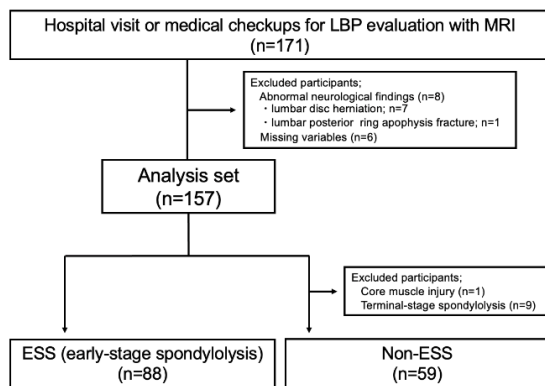 Hospital visit or medical checkups for LBP evaluation with MRI
(n=171)
Excluded participants;
Abnormal neurological findings (n=8)
・lumbar disc herniation; n=7
・lumbar posterior ring apophysis fracture; n=1
Missing variables (n=6)
Analysis set
(n=157)
Excluded participants;
Core muscle injury (n=1)
Terminal-stage spondylolysis (n=9)
ESS (early-stage spondylolysis)
(n=88)
Non-ESS
(n=59)